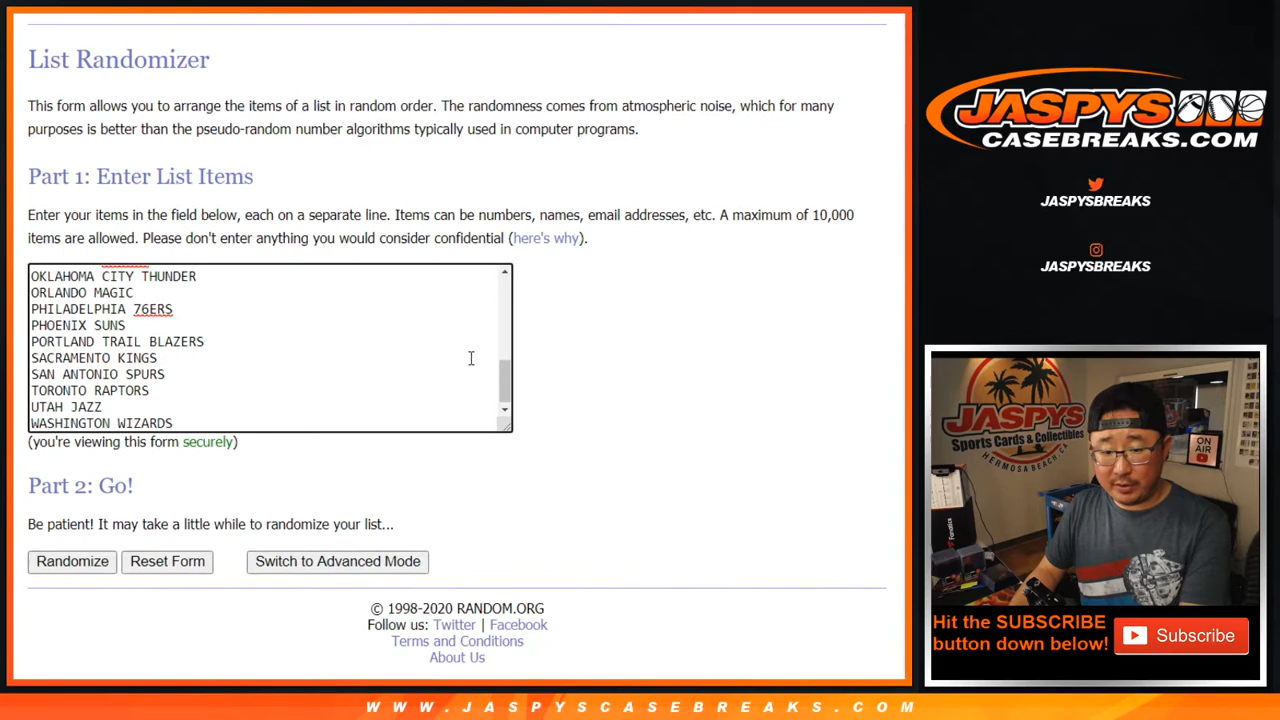 List Randomizer
This form allows you to arrange the items of a list in random order. The randomness comes from atmospheric noise, which for many
purposes is better than the pseudo-random number algorithms typically used in computer programs.
Part 1: Enter List Items
Enter your items in the field below, each on a separate line. Items can be numbers, names, email addresses, etc. A maximum of 10,000
items are allowed. Please don't enter anything you would consider confidential (here's why).
OKLAHOMA CITY THUNDER
ORLANDO MAGIC
PHILADELPHIA 76ERS
PHOENIX SUNS
PORTLAND TRAIL BLAZERS
SACRAMENTO KINGS
SAN ANTONIO SPURS
TORONTO RAPTORS
UTAH JAZZ
WASHINGTON WIZARDS
(you're viewing this form securely)
Part 2: Go!
Be patient! It may take a little while to randomize your list...
Randomize Reset Form Switch to Advanced Mode
© 1998-2020 RANDOM.ORG
Follow us: Twitter | Facebook
Terms and Conditions
About Us
JASPYS
CASEBREAKS.COM
JASPYSBREAKS
JASPYSBREAKS
JASPYS
Sports Cards & Collectibles
HERMOSA BEACH, CA
ON
AIR
Fanatics
Hit the SUBSCRIBE
button down below!
Subscribe
WWW.JASPYSCASEBREAKS.COM